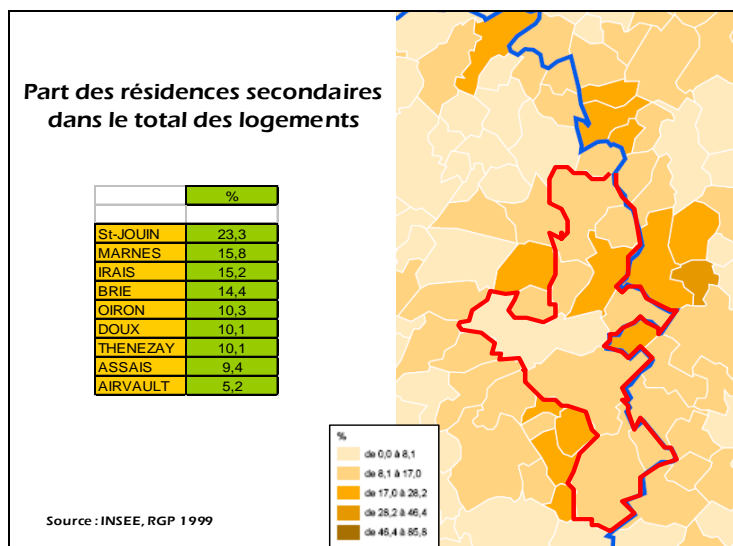 Part des résidences secondaires
dans le total des logements
%
St-JOUIN 23,3
MARNES 15,8
IRAIS 15,2
BRIE 14,4
OIRON 10,3
DOUX 10,1
THENEZAY 10,1
ASSAIS 9,4
AIRVAULT 5,2
%
de 0,0 à 8,1
de 8,1 à 17,0
de 17,0 à 28,2
de 28,2 à 46,4
de 46,4 à 85,8
Source : INSEE, RGP 1999